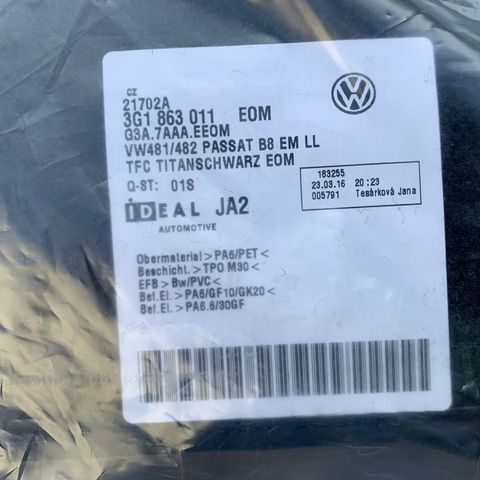 CZ
21702A
3G1 863 011 EOM
G3A.7AAA.EEOM
VW481/482 PASSAT B8 EM LL
TFC TITANSCHWARZ EOM
Q-ST: 01S
183255
23.03.16 20:23
005791 Tesárková Jana
IDEAL JA2
AUTOMOTIVE
Obermaterial>PA6/PET<
Beschicht.>TPO M30<
EFB>Bw/PVC<
Bef.El.>PA6/GF10/GK20<
Bef.El.>PA6.6/30GF